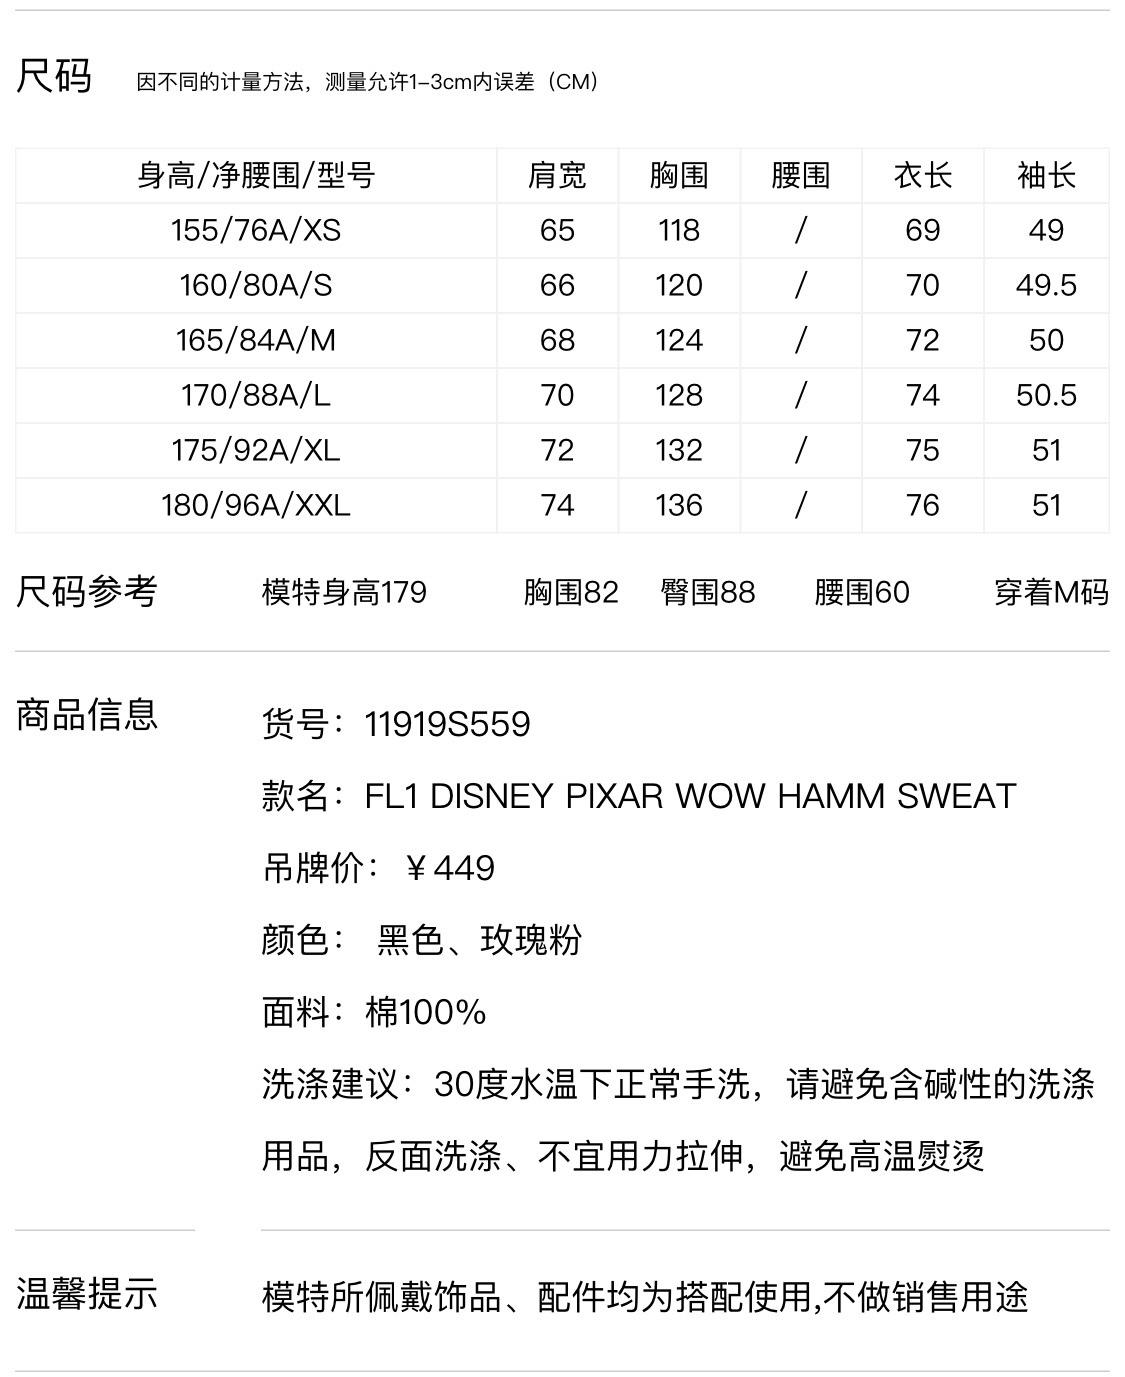 尺码 因不同的计量方法，测量允许1-3cm内误差（CM）
身高/净腰围/型号 肩宽 胸围 腰围 衣长 袖长
155/76A/XS 65 118 / 69 49
160/80A/S 66 120 / 70 49.5
165/84A/M 68 124 / 72 50
170/88A/L 70 128 / 74 50.5
175/92A/XL 72 132 / 75 51
180/96A/XXL 74 136 / 76 51
尺码参考 模特身高179 胸围82 臀围88 腰围60 穿着M码
商品信息
货号：11919S559
款名：FL1 DISNEY PIXAR WOW HAMM SWEAT
吊牌价：￥449
颜色： 黑色、玫瑰粉
面料：棉100%
洗涤建议：30度水温下正常手洗，请避免含碱性的洗涤
用品，反面洗涤、不宜用力拉伸，避免高温熨烫
温馨提示 模特所佩戴饰品、配件均为搭配使用,不做销售用途